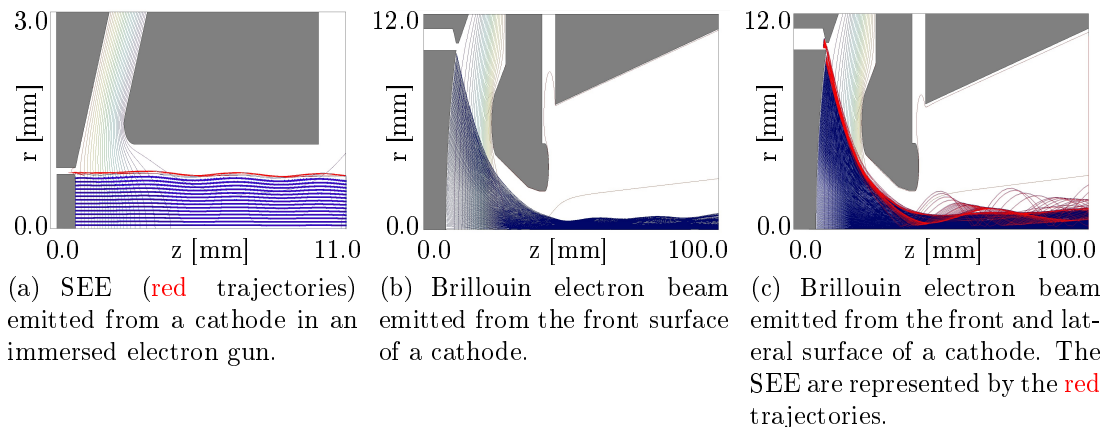 3.0
r [mm]
0.0
0.0 z [mm] 11.0
(a) SEE (red trajectories)
emitted from a cathode in an
immersed electron gun.
12.0
r [mm]
0.0
0.0 z [mm] 100.0
(b) Brillouin electron beam
emitted from the front surface
of a cathode.
12.0
r [mm]
0.0
0.0 z [mm] 100.0
(c) Brillouin electron beam
emitted from the front and lat-
eral surface of a cathode. The
SEE are represented by the red
trajectories.